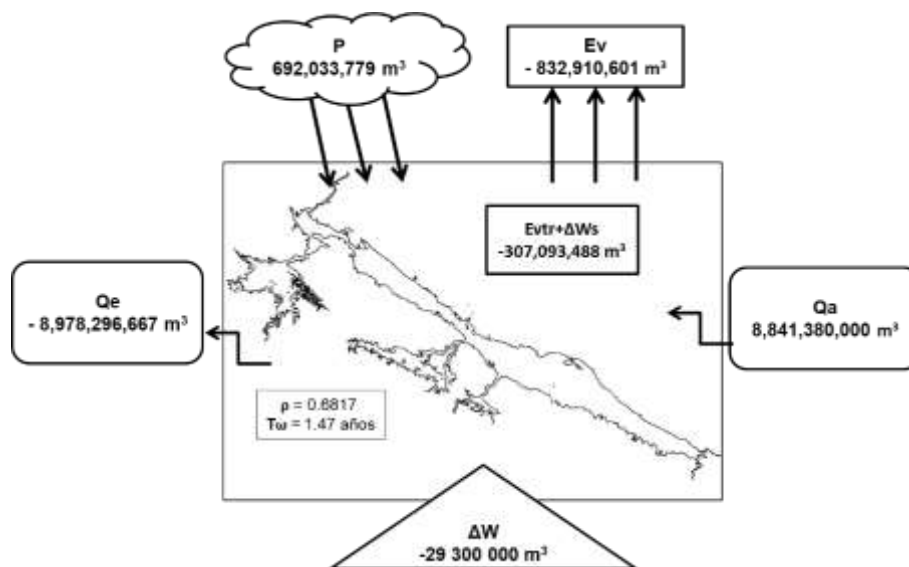 P
692,033,779 m³
Ev
- 832,910,601 m³
Evtr+ΔWs
-307,093,488 m³
Qe
- 8,978,296,667 m³
Qa
8,841,380,000 m³
ρ = 0.6817
Tω = 1.47 años
ΔW
-29 300 000 m³